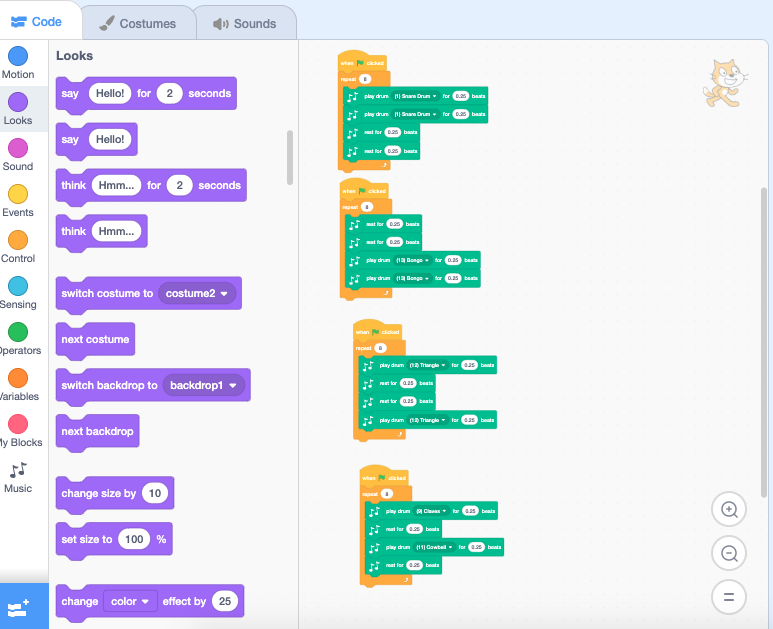 Code Costumes Sounds
Motion
Looks
Sound
Events
Control
Sensing
Operators
Variables
My Blocks
Music
Looks
say Hello! for 2 seconds
say Hello!
think Hmm... for 2 seconds
think Hmm...
switch costume to costume2
next costume
switch backdrop to backdrop1
next backdrop
change size by 10
set size to 100 %
change color effect by 25
when clicked
repeat 8
play drum (1) Snare Drum for 0.25 beats
play drum (1) Snare Drum for 0.25 beats
rest for 0.25 beats
rest for 0.25 beats
when clicked
repeat 8
rest for 0.25 beats
rest for 0.25 beats
play drum (13) Bongo for 0.25 beats
play drum (13) Bongo for 0.25 beats
when clicked
repeat 8
play drum (12) Triangle for 0.25 beats
rest for 0.25 beats
rest for 0.25 beats
play drum (12) Triangle for 0.25 beats
when clicked
repeat 8
play drum (9) Claves for 0.25 beats
rest for 0.25 beats
play drum (11) Cowbell for 0.25 beats
rest for 0.25 beats